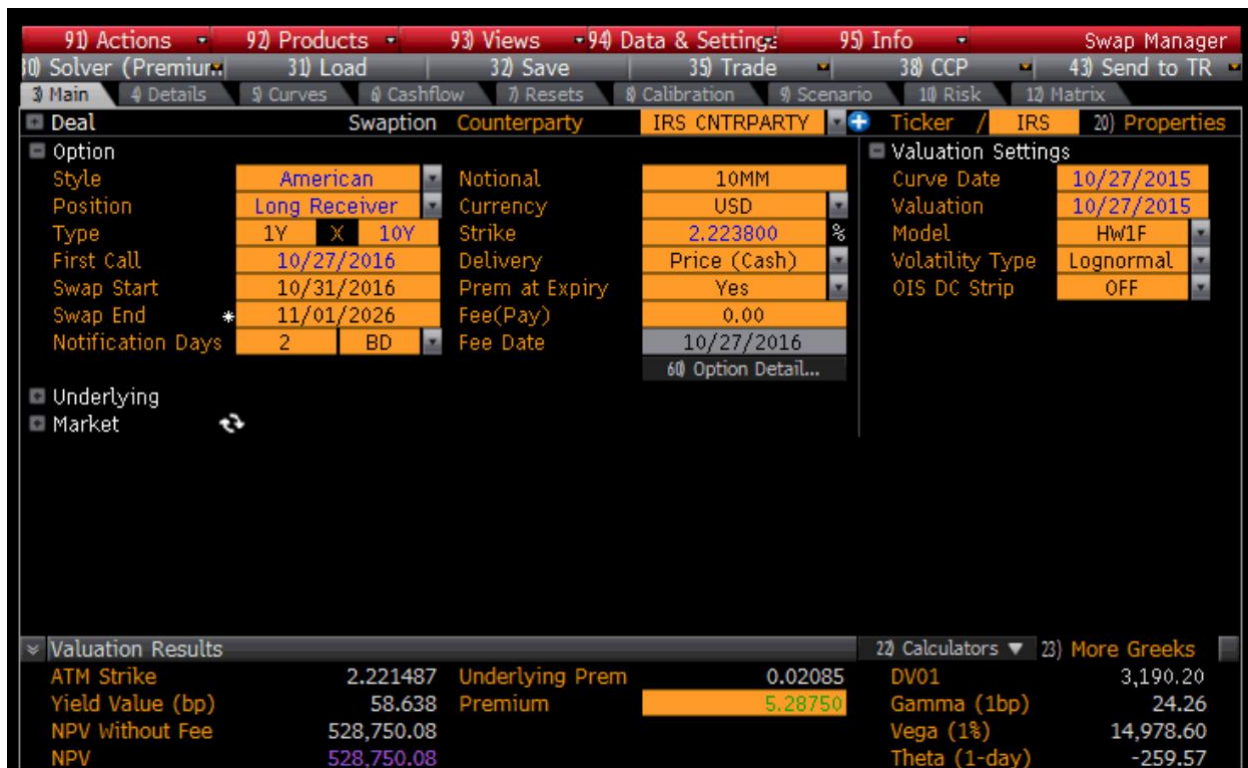 91) Actions 92) Products 93) Views 94) Data & Settings 95) Info Swap Manager
30) Solver (Premium) 31) Load 32) Save 35) Trade 38) CCP 43) Send to TR
3) Main 4) Details 5) Curves 6) Cashflow 7) Resets 8) Calibration 9) Scenario 10) Risk 12) Matrix
Deal Swaption Counterparty IRS CNTRPARTY Ticker / IRS 20) Properties
Option Valuation Settings
Style American Notional 10MM Curve Date 10/27/2015
Position Long Receiver Currency USD Valuation 10/27/2015
Type 1Y X 10Y Strike 2.223800 % Model HW1F
First Call 10/27/2016 Delivery Price (Cash) Volatility Type Lognormal
Swap Start 10/31/2016 Prem at Expiry Yes OIS DC Strip OFF
Swap End * 11/01/2026 Fee(Pay) 0.00
Notification Days 2 BD Fee Date 10/27/2016
60) Option Detail...
Underlying
Market
Valuation Results 22) Calculators 23) More Greeks
ATM Strike 2.221487 Underlying Prem 0.02085 DV01 3,190.20
Yield Value (bp) 58.638 Premium 5.28750 Gamma (1bp) 24.26
NPV Without Fee 528,750.08 Vega (1%) 14,978.60
NPV 528,750.08 Theta (1-day) -259.57